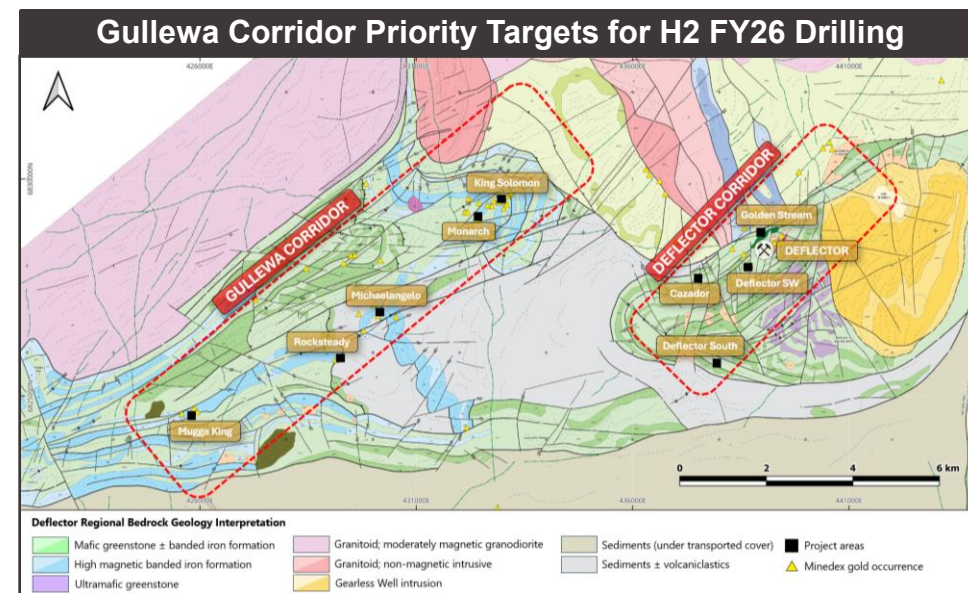 Gullewa Corridor Priority Targets for H2 FY26 Drilling
426000E
436000E
441000E
King Solomon
Monarch
GULLEWA CORRIDOR
DEFLECTOR CORRIDOR
Golden Stream
DEFLECTOR
Deflector SW
Cazador
Michaelangelo
Rocksteady
Deflector South
Mugga King
0 2 4 6 km
426000E
431000E
436000E
441000E
Deflector Regional Bedrock Geology Interpretation
Mafic greenstone ± banded iron formation
High magnetic banded iron formation
Ultramafic greenstone
Granitoid; moderately magnetic granodiorite
Granitoid; non-magnetic intrusive
Gearless Well intrusion
Sediments (under transported cover)
Sediments ± volcaniclastics
Project areas
Minedex gold occurrence